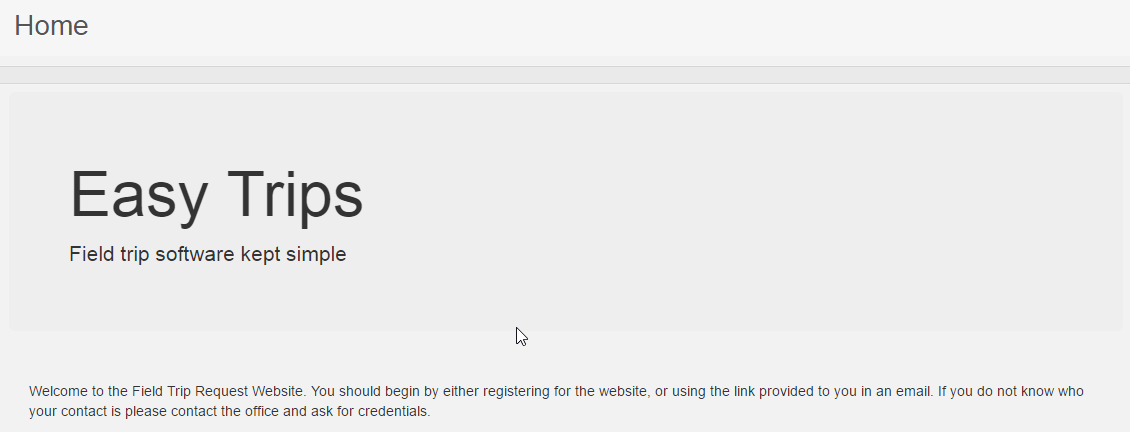 Home
Easy Trips
Field trip software kept simple
Welcome to the Field Trip Request Website. You should begin by either registering for the website, or using the link provided to you in an email. If you do not know who
your contact is please contact the office and ask for credentials.